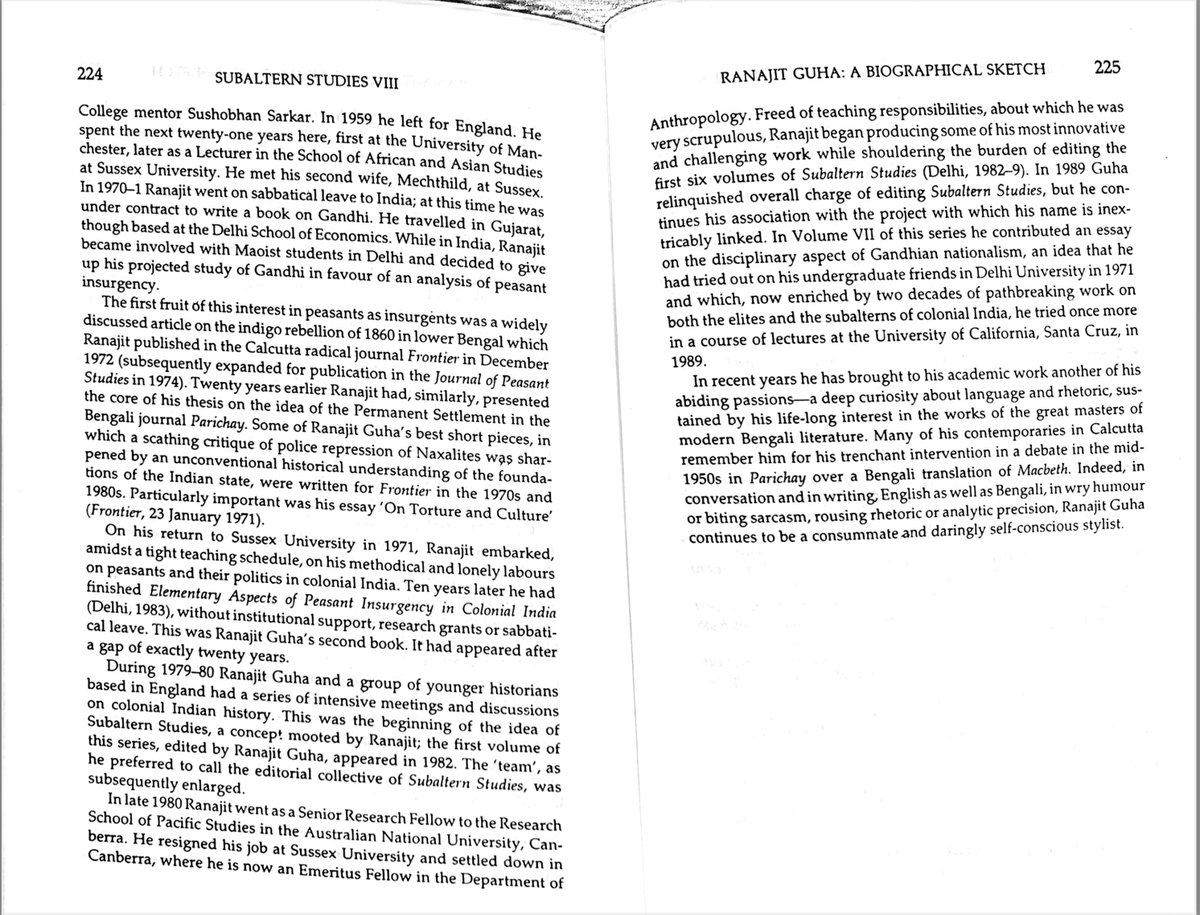 224
SUBALTERN STUDIES VIII
College mentor Sushobhan Sarkar. In 1959 he left for England. He
spent the next twenty-one years here, first at the University of Man-
chester, later as a Lecturer in the School of African and Asian Studies
at Sussex University. He met his second wife, Mechthild, at Sussex.
In 1970–1 Ranajit went on sabbatical leave to India; at this time he was
under contract to write a book on Gandhi. He travelled in Gujarat,
though based at the Delhi School of Economics. While in India, Ranajit
became involved with Maoist students in Delhi and decided to give
up his projected study of Gandhi in favour of an analysis of peasant
insurgency.
The first fruit of this interest in peasants as insurgents was a widely
discussed article on the indigo rebellion of 1860 in lower Bengal which
Ranajit published in the Calcutta radical journal Frontier in December
1972 (subsequently expanded for publication in the Journal of Peasant
Studies in 1974). Twenty years earlier Ranajit had, similarly, presented
the core of his thesis on the idea of the Permanent Settlement in the
Bengali journal Parichay. Some of Ranajit Guha's best short pieces, in
which a scathing critique of police repression of Naxalites was shar-
pened by an unconventional historical understanding of the founda-
tions of the Indian state, were written for Frontier in the 1970s and
1980s. Particularly important was his essay 'On Torture and Culture'
(Frontier, 23 January 1971).
On his return to Sussex University in 1971, Ranajit embarked,
amidst a tight teaching schedule, on his methodical and lonely labours
on peasants and their politics in colonial India. Ten years later he had
finished Elementary Aspects of Peasant Insurgency in Colonial India
(Delhi, 1983), without institutional support, research grants or sabbati-
cal leave. This was Ranajit Guha's second book. It had appeared after
a gap of exactly twenty years.
During 1979–80 Ranajit Guha and a group of younger historians
based in England had a series of intensive meetings and discussions
on colonial Indian history. This was the beginning of the idea of
Subaltern Studies, a concept mooted by Ranajit; the first volume of
this series, edited by Ranajit Guha, appeared in 1982. The 'team', as
he preferred to call the editorial collective of Subaltern Studies, was
subsequently enlarged.
In late 1980 Ranajit went as a Senior Research Fellow to the Research
School of Pacific Studies in the Australian National University, Can-
berra. He resigned his job at Sussex University and settled down in
Canberra, where he is now an Emeritus Fellow in the Department of
RANAJIT GUHA: A BIOGRAPHICAL SKETCH
225
Anthropology. Freed of teaching responsibilities, about which he was
very scrupulous, Ranajit began producing some of his most innovative
and challenging work while shouldering the burden of editing the
first six volumes of Subaltern Studies (Delhi, 1982–9). In 1989 Guha
relinquished overall charge of editing Subaltern Studies, but he con-
tinues his association with the project with which his name is inex-
tricably linked. In Volume VII of this series he contributed an essay
on the disciplinary aspect of Gandhian nationalism, an idea that he
had tried out on his undergraduate friends in Delhi University in 1971
and which, now enriched by two decades of pathbreaking work on
both the elites and the subalterns of colonial India, he tried once more
in a course of lectures at the University of California, Santa Cruz, in
1989.
In recent years he has brought to his academic work another of his
abiding passions—a deep curiosity about language and rhetoric, sus-
tained by his life-long interest in the works of the great masters of
modern Bengali literature. Many of his contemporaries in Calcutta
remember him for his trenchant intervention in a debate in the mid-
1950s in Parichay over a Bengali translation of Macbeth. Indeed, in
conversation and in writing, English as well as Bengali, in wry humour
or biting sarcasm, rousing rhetoric or analytic precision, Ranajit Guha
continues to be a consummate and daringly self-conscious stylist.